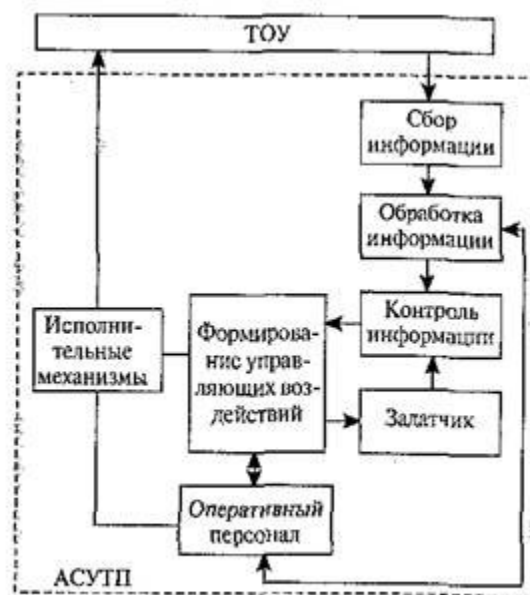 ТОУ
Сбор
информации
Обработка
информации
Контроль
информации
Исполни-
тельные
механизмы
Формирова-
ние управ-
ляющих воз-
действий
Задатчик
Оперативный
персонал
АСУТП